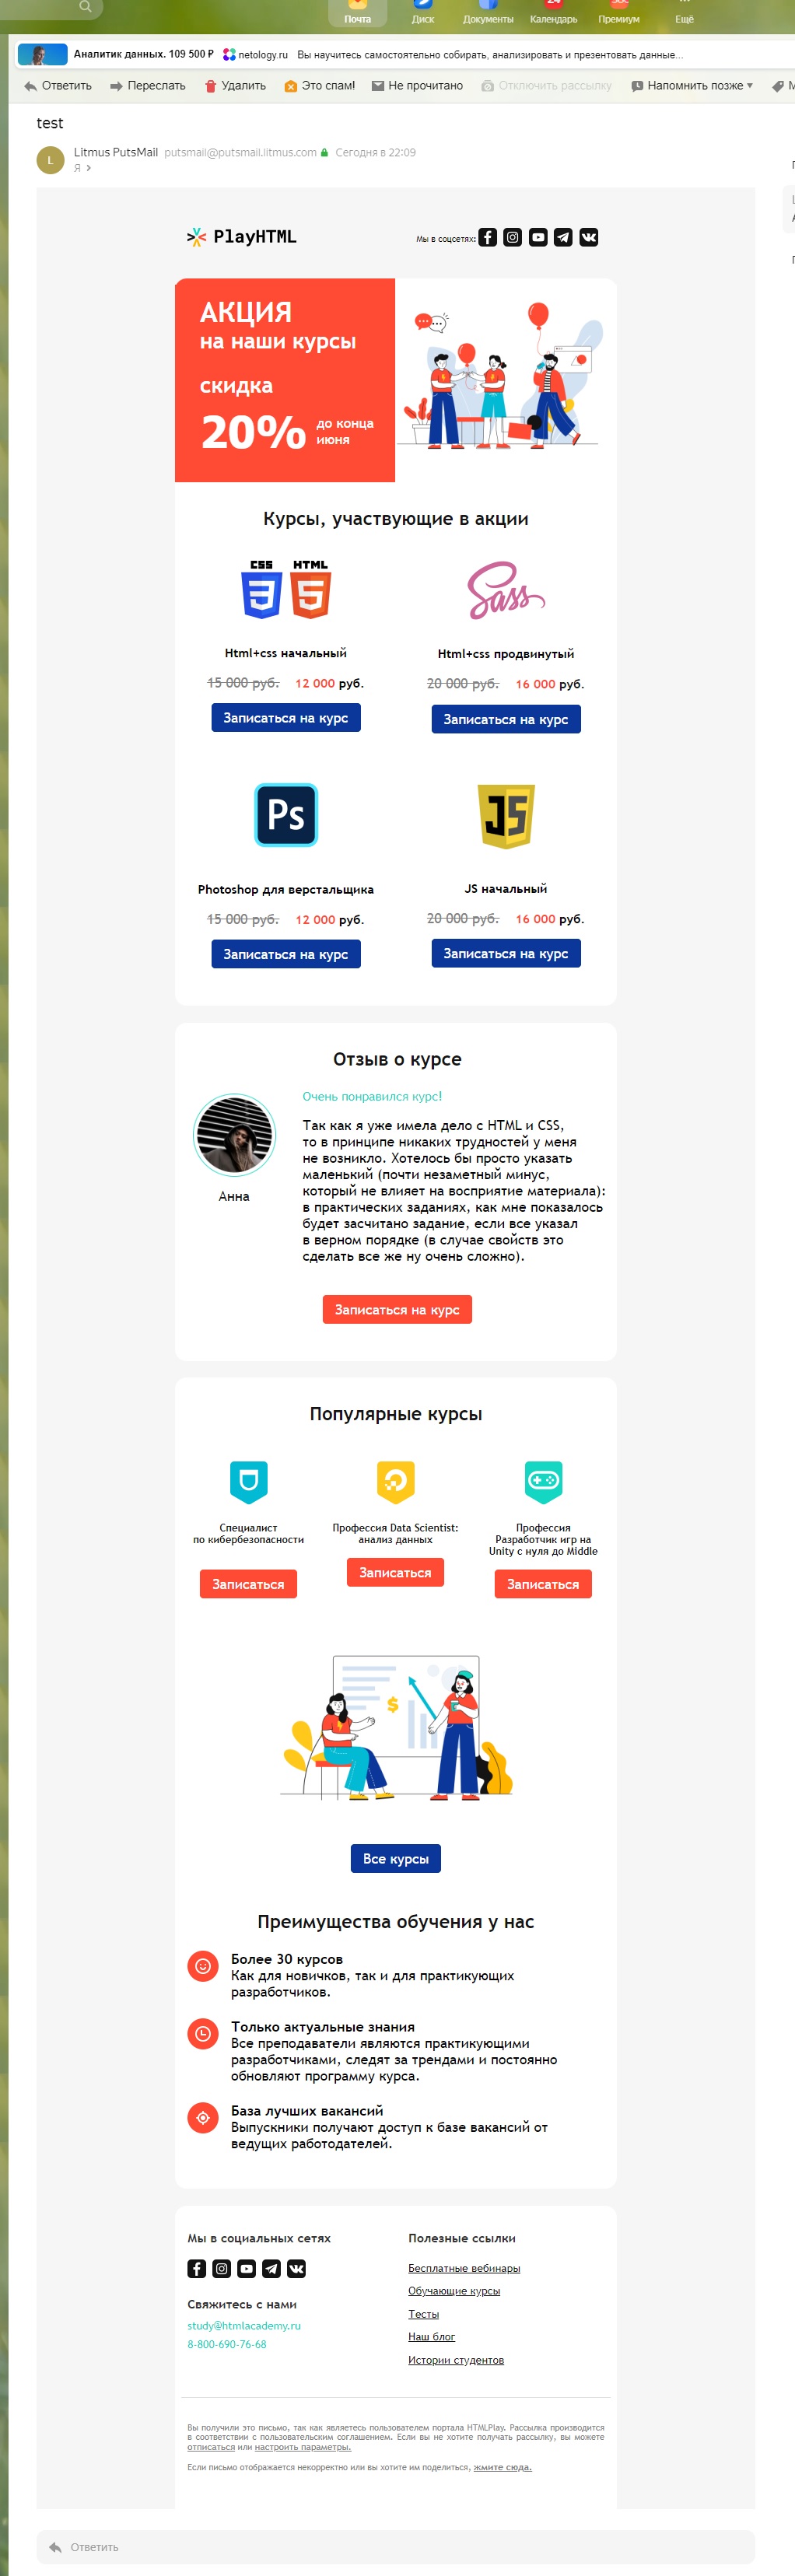 Почта
Диск
Документы
Календарь
Премиум
Ещё
24
Аналитик данных. 109 500 ₽
netology.ru
Вы научитесь самостоятельно собирать, анализировать и презентовать данные...
Ответить
Переслать
Удалить
Это спам!
Не прочитано
Отключить рассылку
Напомнить позже
test
L
Litmus PutsMail
putsmail@putsmail.litmus.com
Сегодня в 22:09
Я
PlayHTML
Мы в соцсетях:
АКЦИЯ
на наши курсы
скидка
20%
до конца
июня
Курсы, участвующие в акции
CSS
HTML
Sass
Html+css начальный
Html+css продвинутый
15 000 руб. 12 000 руб.
20 000 руб. 16 000 руб.
Записаться на курс
Записаться на курс
Ps
JS
Photoshop для верстальщика
JS начальный
15 000 руб. 12 000 руб.
20 000 руб. 16 000 руб.
Записаться на курс
Записаться на курс
Отзыв о курсе
Очень понравился курс!
Анна
Так как я уже имела дело с HTML и CSS,
то в принципе никаких трудностей у меня
не возникло. Хотелось бы просто указать
маленький (почти незаметный минус,
который не влияет на восприятие материала):
в практических заданиях, как мне показалось
будет засчитано задание, если все указал
в верном порядке (в случае свойств это
сделать все же ну очень сложно).
Записаться на курс
Популярные курсы
Специалист
по кибербезопасности
Профессия Data Scientist:
анализ данных
Профессия
Разработчик игр на
Unity с нуля до Middle
Записаться
Записаться
Записаться
$
Все курсы
Преимущества обучения у нас
Более 30 курсов
Как для новичков, так и для практикующих
разработчиков.
Только актуальные знания
Все преподаватели являются практикующими
разработчиками, следят за трендами и постоянно
обновляют программу курса.
База лучших вакансий
Выпускники получают доступ к базе вакансий от
ведущих работодателей.
Мы в социальных сетях
Свяжитесь с нами
study@htmlacademy.ru
8-800-690-76-68
Полезные ссылки
Бесплатные вебинары
Обучающие курсы
Тесты
Наш блог
Истории студентов
Вы получили это письмо, так как являетесь пользователем портала HTMLPlay. Рассылка производится
в соответствии с пользовательским соглашением. Если вы не хотите получать рассылку, вы можете
отписаться или настроить параметры.
Если письмо отображается некорректно или вы хотите им поделиться, жмите сюда.
Ответить